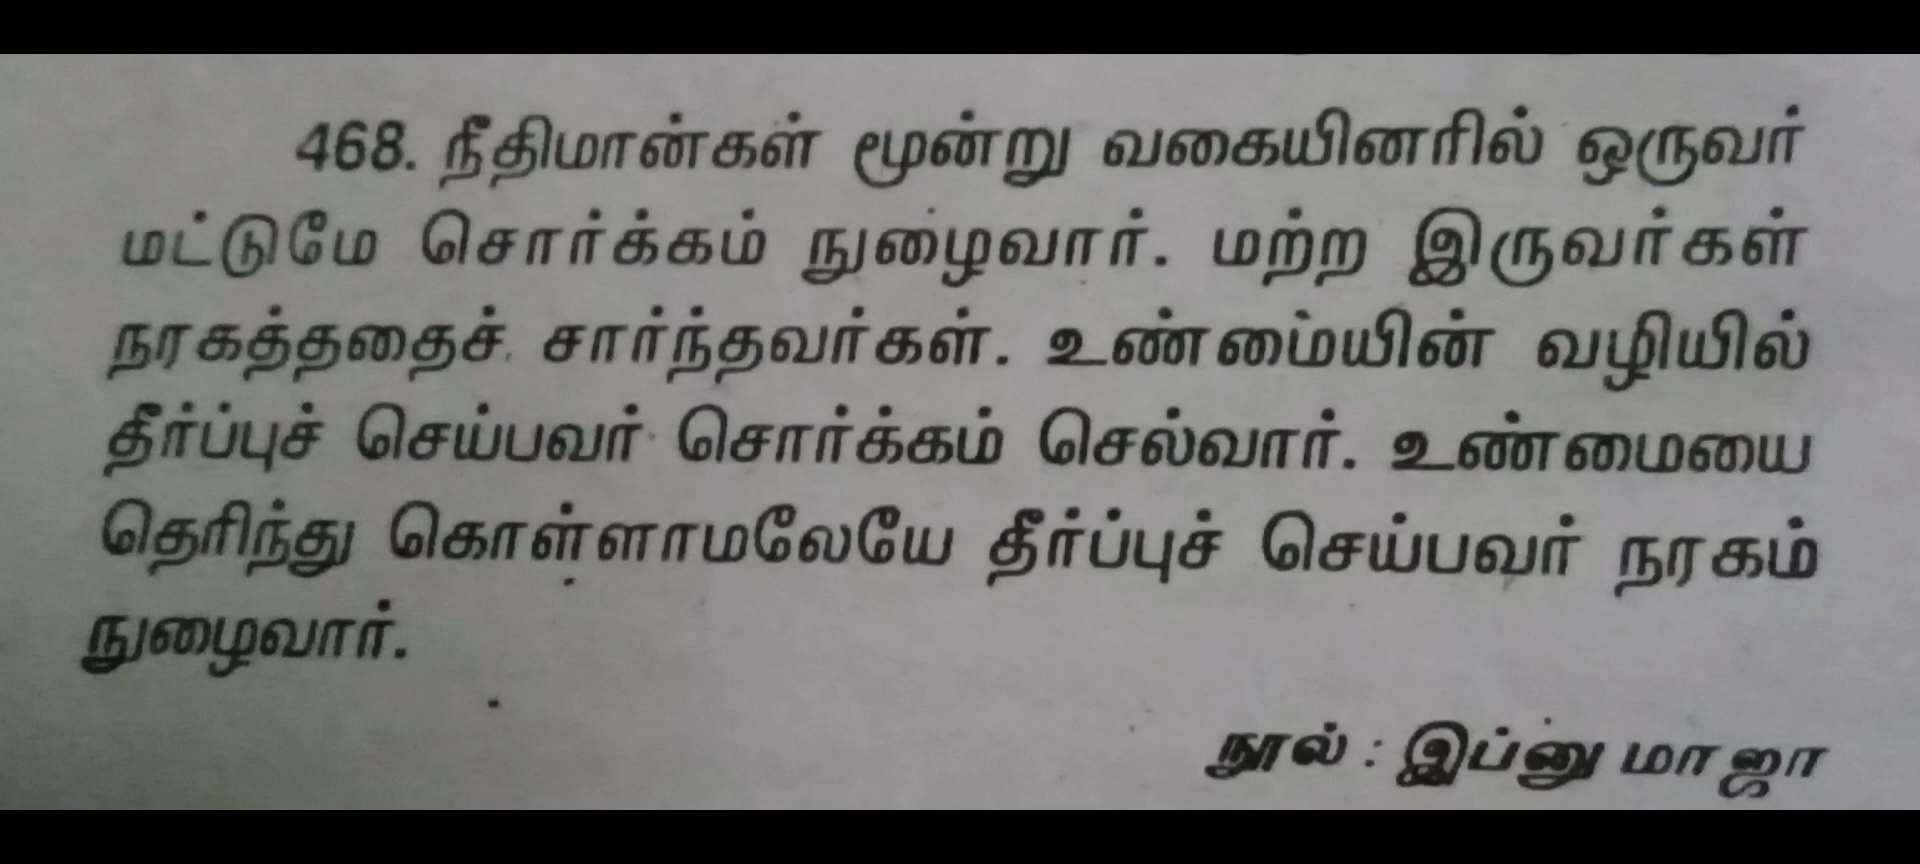 468. நீதிமான்கள் மூன்று வகையினரில் ஒருவர்
மட்டுமே சொர்க்கம் நுழைவார். மற்ற இருவர்கள்
நரகத்ததைச் சார்ந்தவர்கள். உண்மையின் வழியில்
தீர்ப்புச் செய்பவர் சொர்க்கம் செல்வார். உண்மையை
தெரிந்து கொள்ளாமலேயே தீர்ப்புச் செய்பவர் நரகம்
நுழைவார்.
நூல் : இப்னு மாஜா